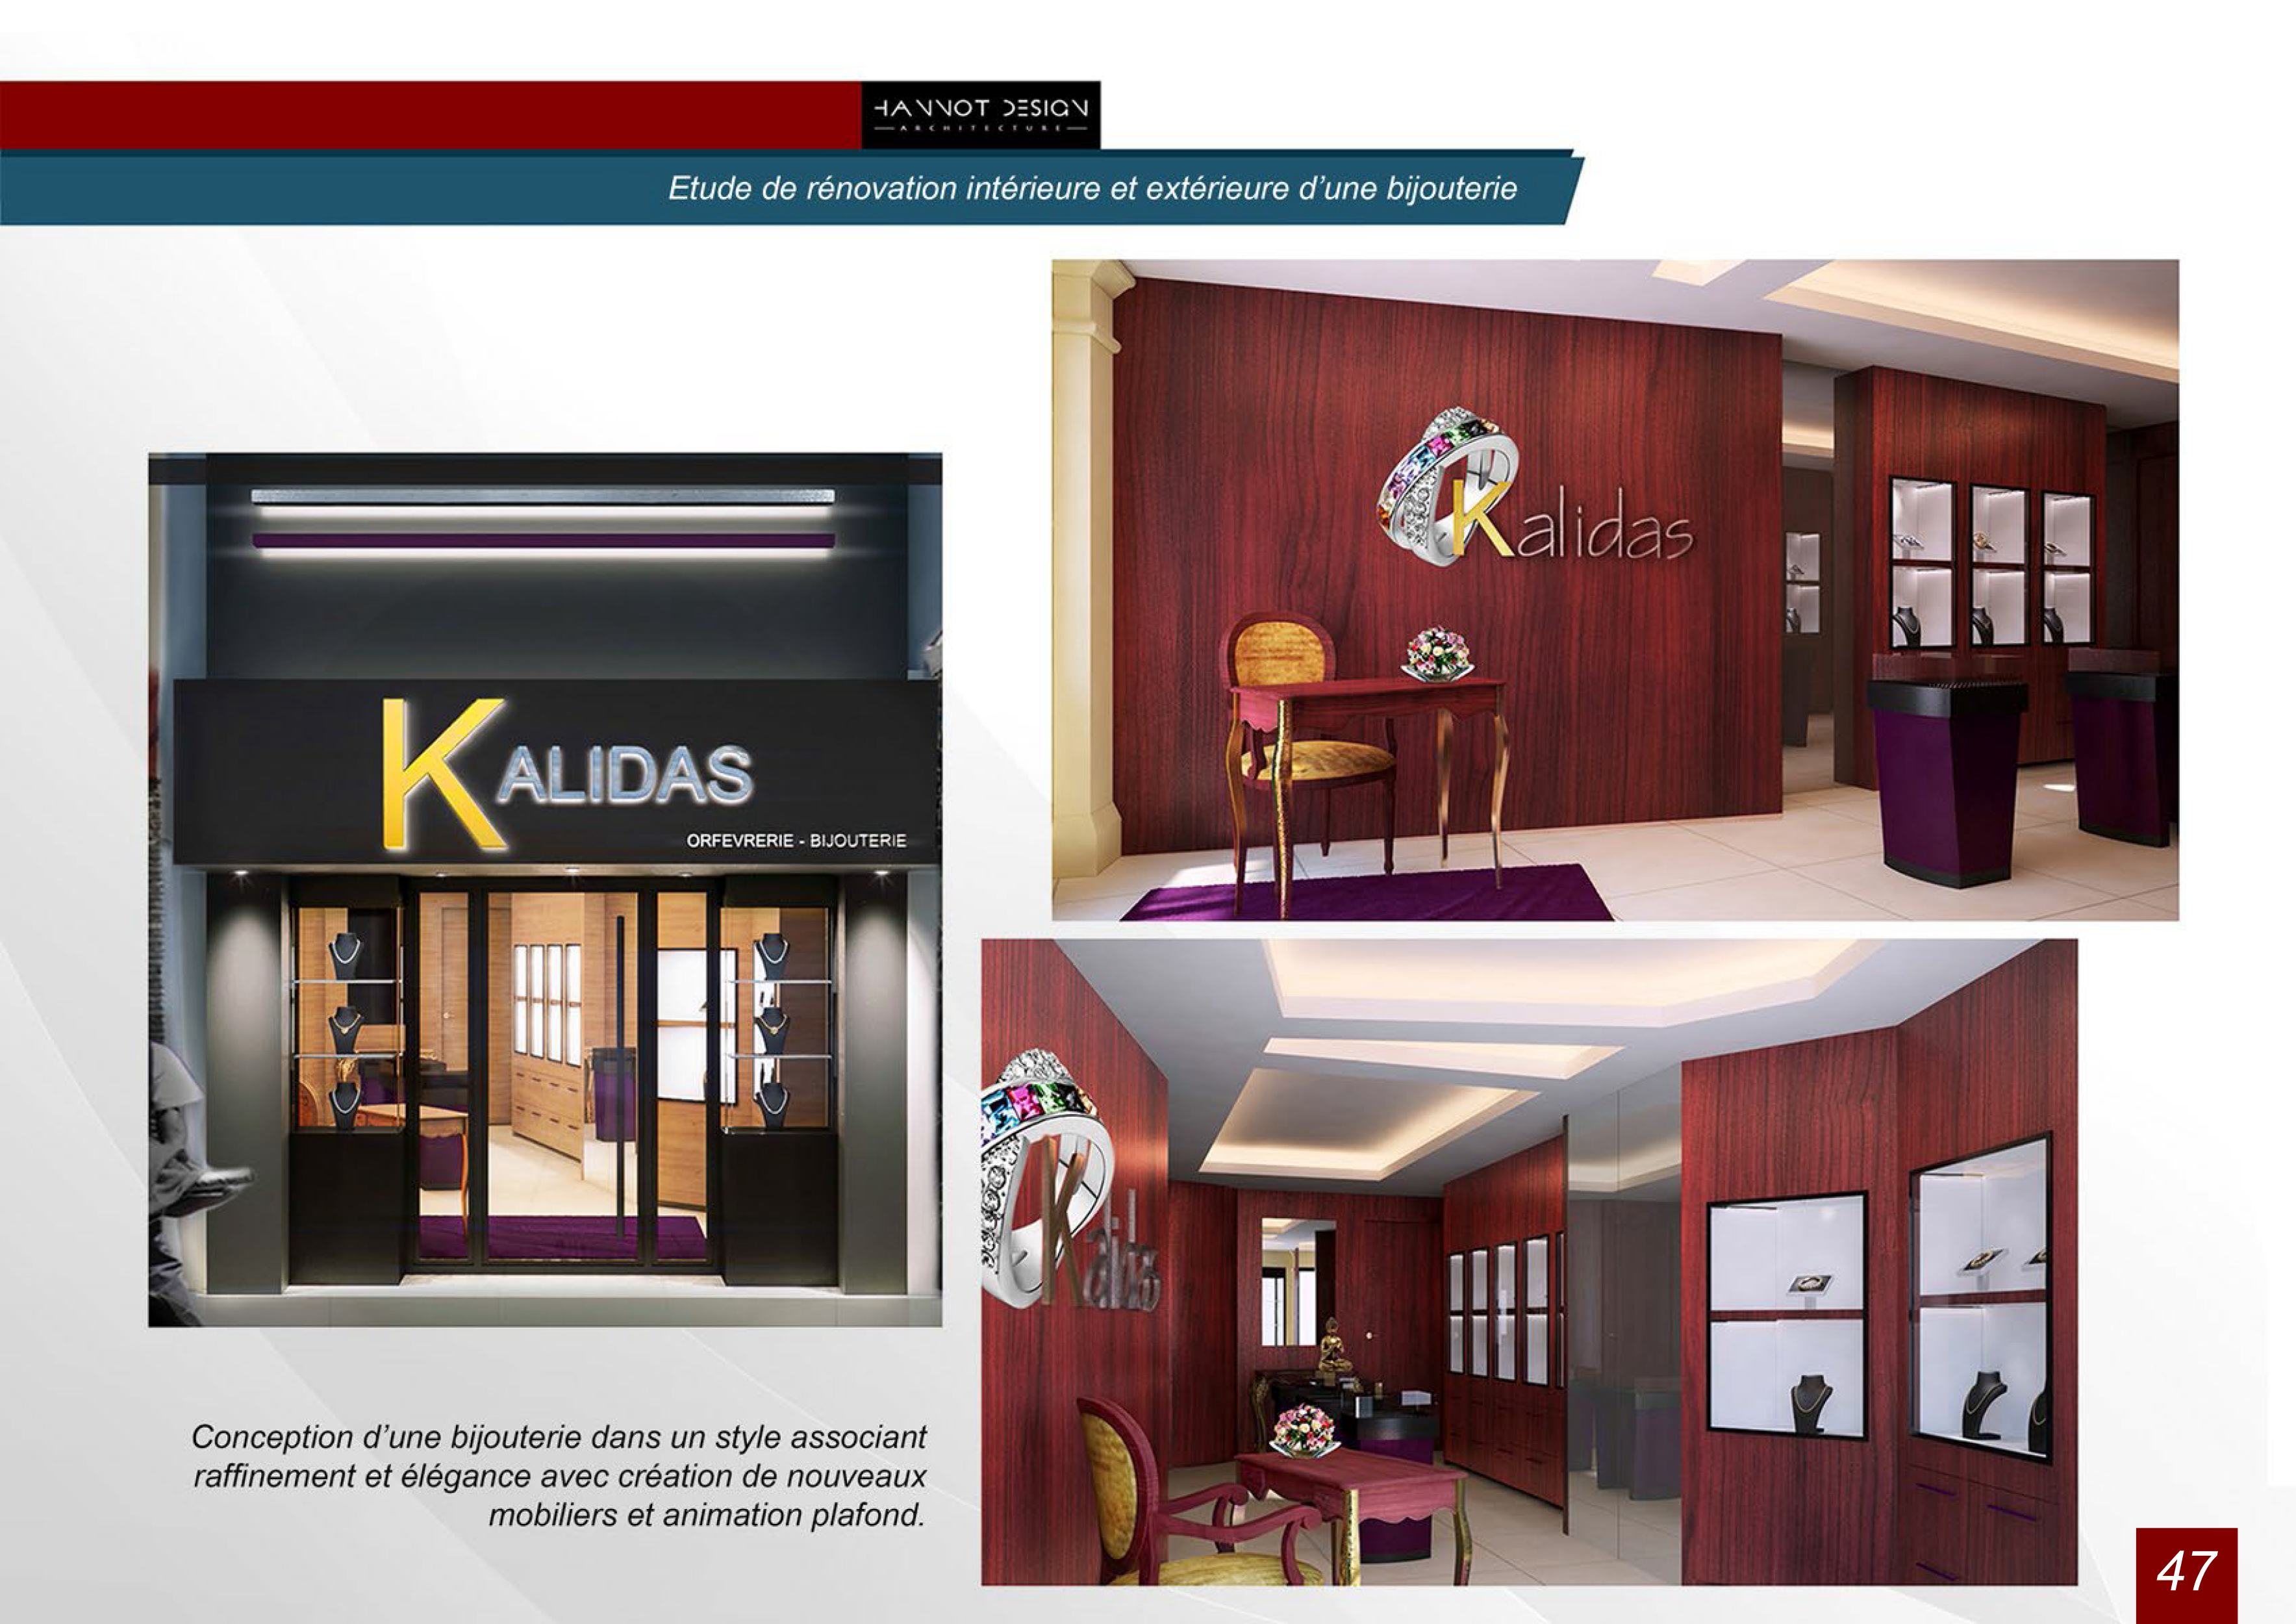 HANNOT DESIGN
ARCHITECTURE
Etude de rénovation intérieure et extérieure d’une bijouterie
Kalidas
KALIDAS
ORFEVRERIE - BIJOUTERIE
Conception d’une bijouterie dans un style associant
raffinement et élégance avec création de nouveaux
mobiliers et animation plafond.
47